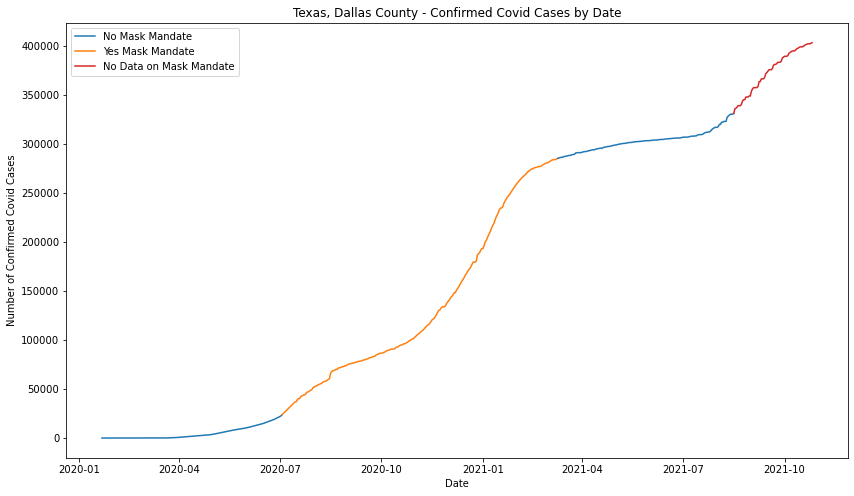 Texas, Dallas County - Confirmed Covid Cases by Date
No Mask Mandate
Yes Mask Mandate
No Data on Mask Mandate
Number of Confirmed Covid Cases
400000
350000
300000
250000
200000
150000
100000
50000
0
2020-01 2020-04 2020-07 2020-10 2021-01 2021-04 2021-07 2021-10
Date